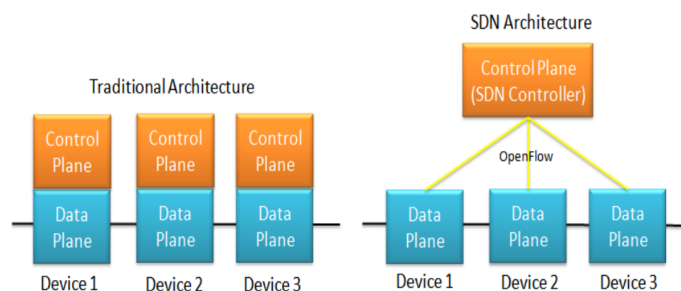 Traditional Architecture
Control
Plane
Control
Plane
Control
Plane
Data
Plane
Data
Plane
Data
Plane
Device 1
Device 2
Device 3
SDN Architecture
Control Plane
(SDN Controller)
OpenFlow
Data
Plane
Data
Plane
Data
Plane
Device 1
Device 2
Device 3